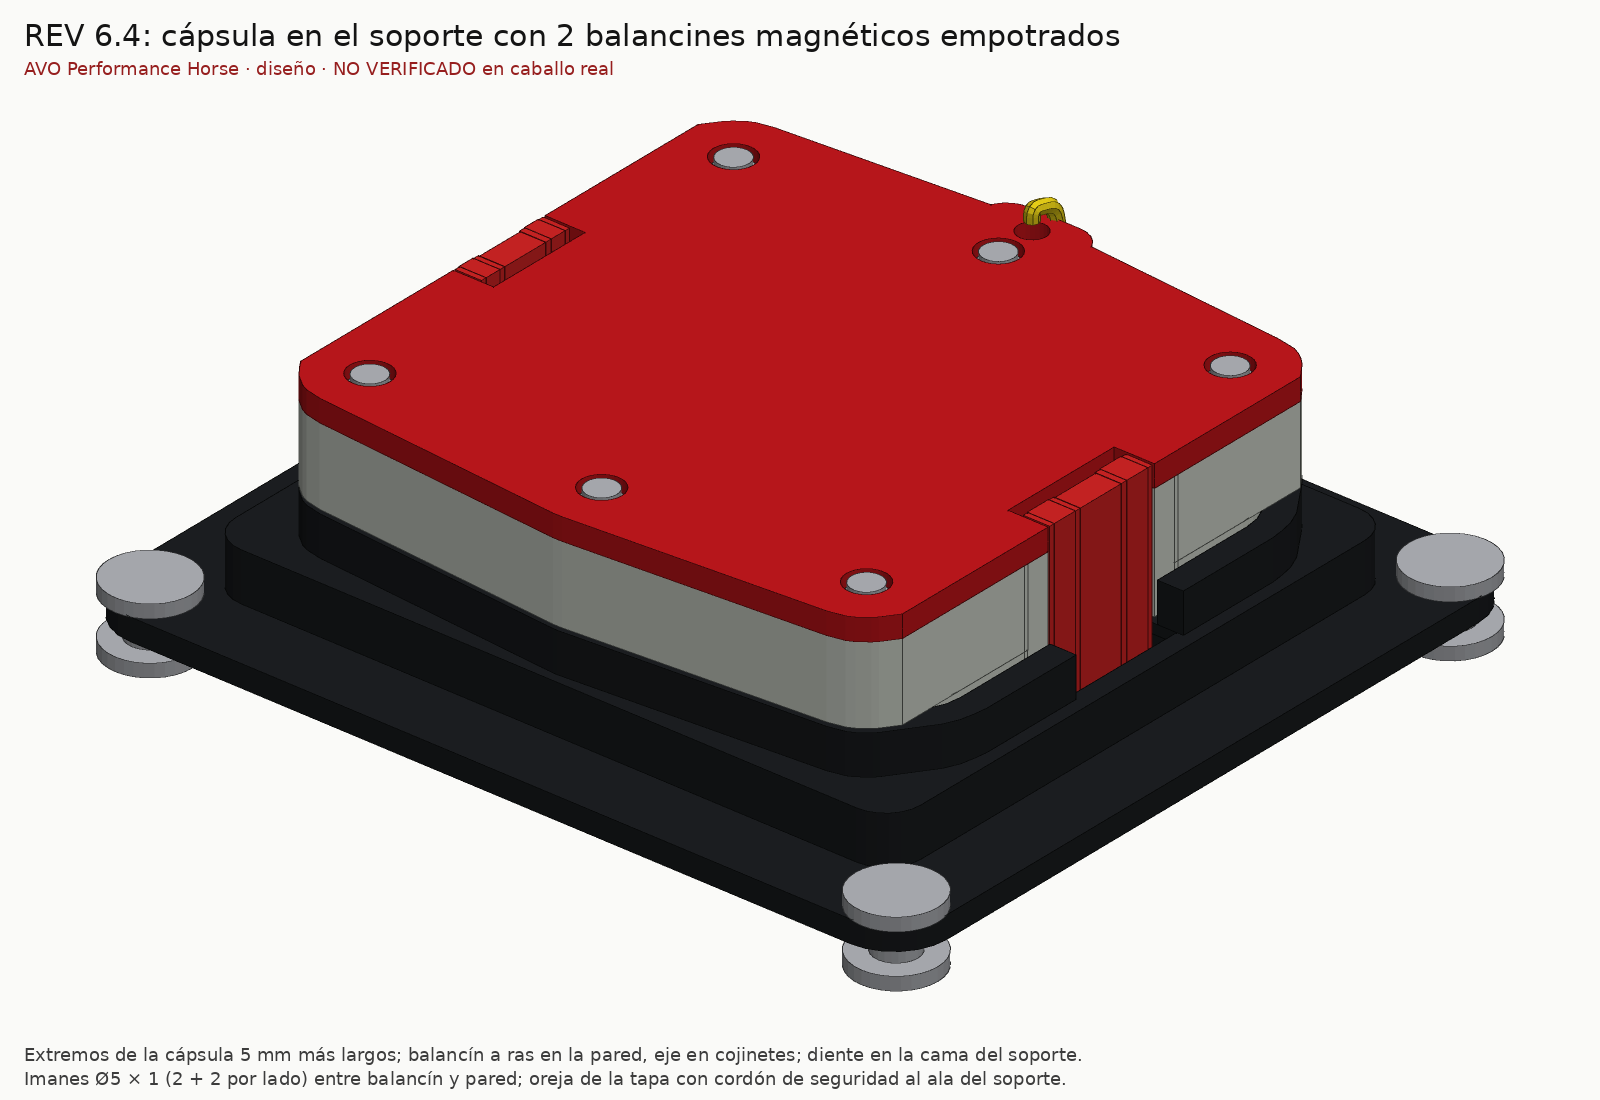 REV 6.4: cápsula en el soporte con 2 balancines magnéticos empotrados
AVO Performance Horse · diseño · NO VERIFICADO en caballo real
Extremos de la cápsula 5 mm más largos; balancín a ras en la pared, eje en cojinetes; diente en la cama del soporte.
Imanes Ø5 × 1 (2 + 2 por lado) entre balancín y pared; oreja de la tapa con cordón de seguridad al ala del soporte.